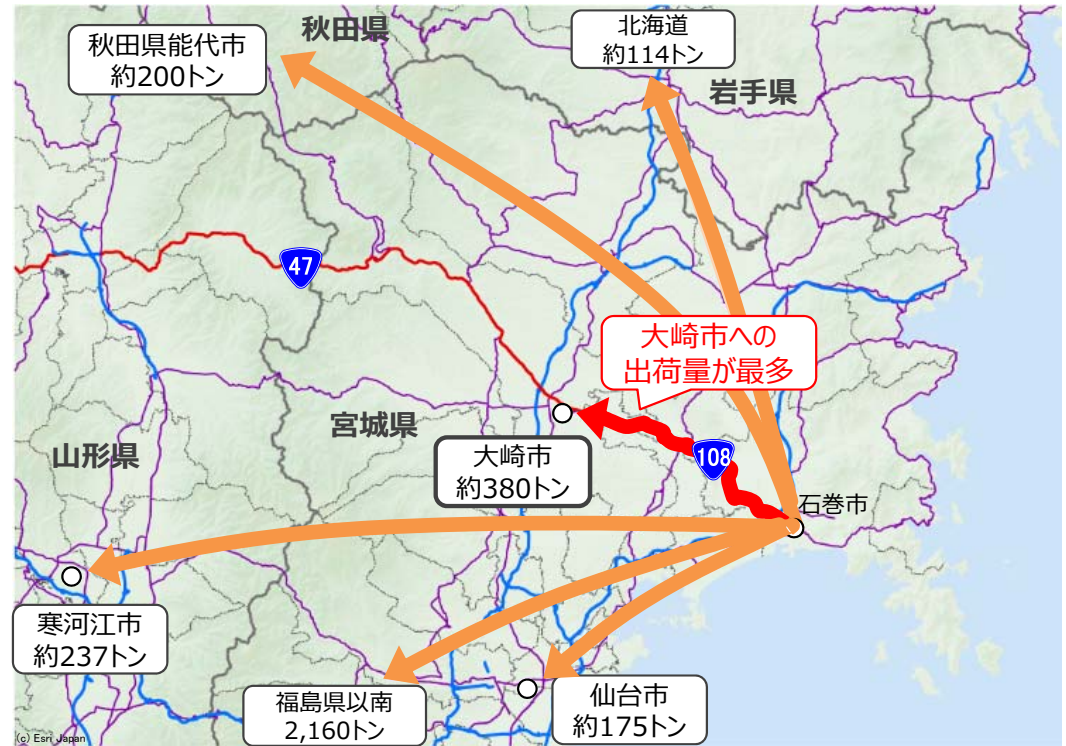 秋田県能代市
約200トン
秋田県
北海道
約114トン
岩手県
47
大崎市への
出荷量が最多
山形県
宮城県
大崎市
約380トン
108
石巻市
寒河江市
約237トン
福島県以南
2,160トン
仙台市
約175トン
(c) Esri Japan